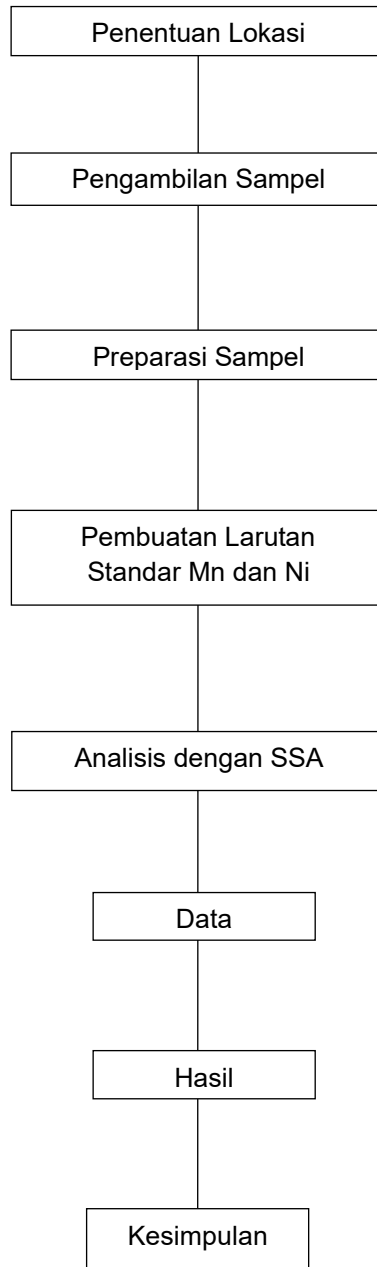 Penentuan Lokasi
Pengambilan Sampel
Preparasi Sampel
Pembuatan Larutan
Standar Mn dan Ni
Analisis dengan SSA
Data
Hasil
Kesimpulan